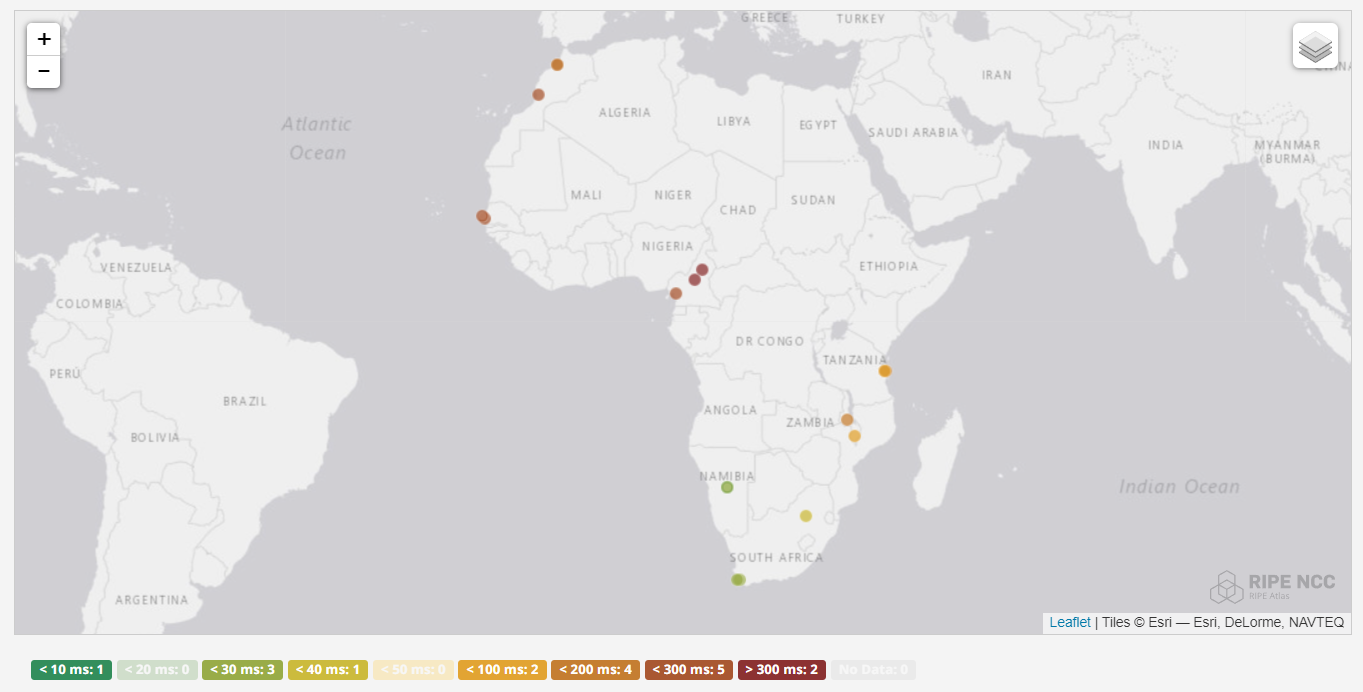 +
−
GREECE
TURKEY
IRAN
ALGERIA
LIBYA
EGYPT
SAUDI ARABIA
INDIA
MYANMAR
(BURMA)
Atlantic
Ocean
MALI
NIGER
CHAD
SUDAN
NIGERIA
ETHIOPIA
VENEZUELA
COLOMBIA
DR CONGO
TANZANIA
PERÚ
BRAZIL
ANGOLA
ZAMBIA
BOLIVIA
NAMIBIA
Indian Ocean
SOUTH AFRICA
ARGENTINA
RIPE NCC
RIPE Atlas
Leaflet | Tiles © Esri — Esri, DeLorme, NAVTEQ
< 10 ms: 1 < 20 ms: 0 < 30 ms: 3 < 40 ms: 1 < 50 ms: 0 < 100 ms: 2 < 200 ms: 4 < 300 ms: 5 > 300 ms: 2 No Data: 0